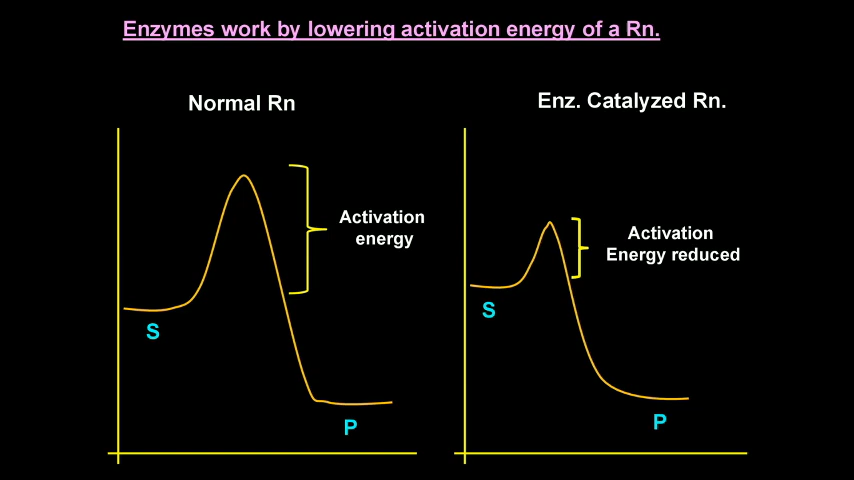 Enzymes work by lowering activation energy of a Rn.
Normal Rn
Activation
energy
S
P
Enz. Catalyzed Rn.
Activation
Energy reduced
S
P